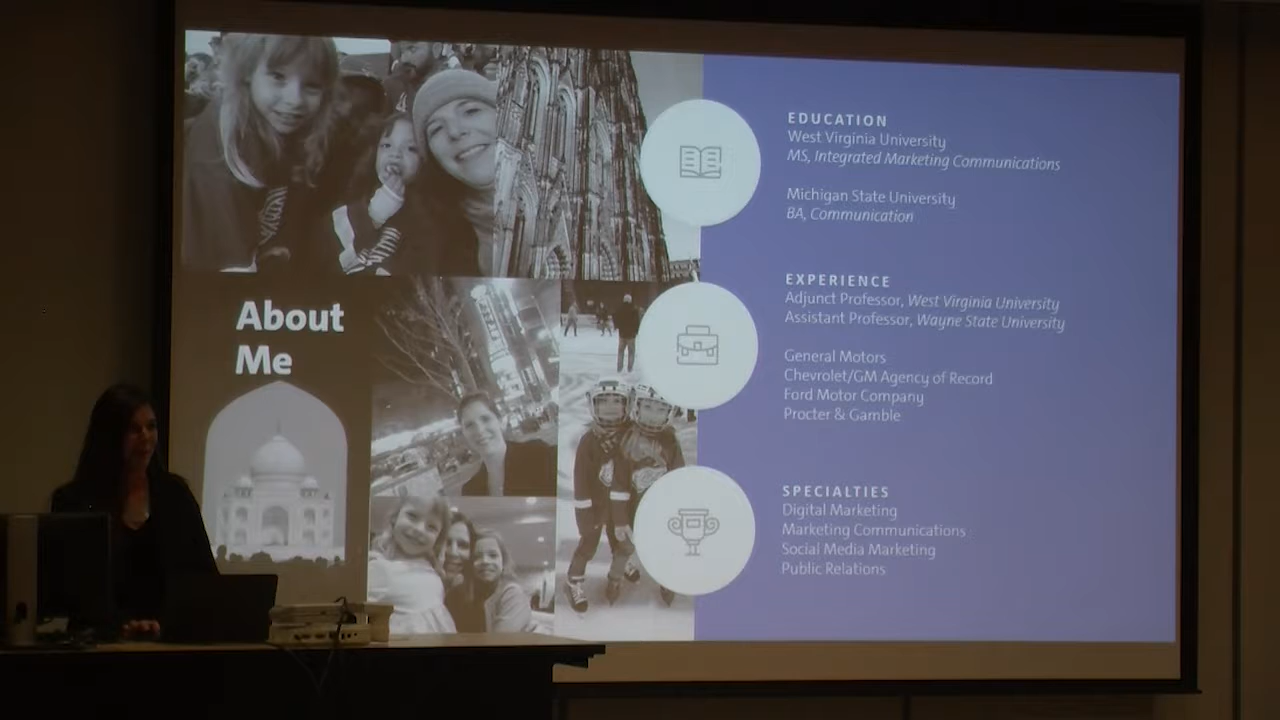 About
Me
EDUCATION
West Virginia University
MS, Integrated Marketing Communications
Michigan State University
BA, Communication
EXPERIENCE
Adjunct Professor, West Virginia University
Assistant Professor, Wayne State University
General Motors
Chevrolet/GM Agency of Record
Ford Motor Company
Procter & Gamble
SPECIALTIES
Digital Marketing
Marketing Communications
Social Media Marketing
Public Relations